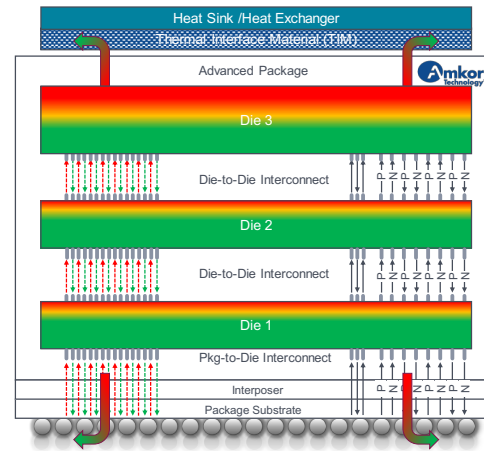 Heat Sink /Heat Exchanger
Thermal Interface Material (TIM)
Advanced Package
Amkor
Technology®
Die 3
Die-to-Die Interconnect
P N P N P N P N
Die 2
Die-to-Die Interconnect
P N P N P N P N
Die 1
Pkg-to-Die Interconnect
P N P N P N P N
Interposer
Package Substrate